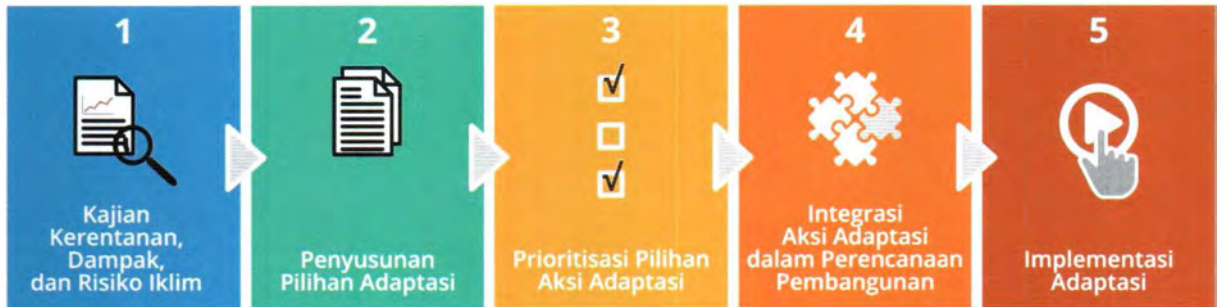 1
Kajian
Kerentanan,
Dampak,
dan Risiko Iklim
2
Penyusunan
Pilihan Adaptasi
3
Prioritisasi Pilihan
Aksi Adaptasi
4
Integrasi
Aksi Adaptasi
dalam Perencanaan
Pembangunan
5
Implementasi
Adaptasi